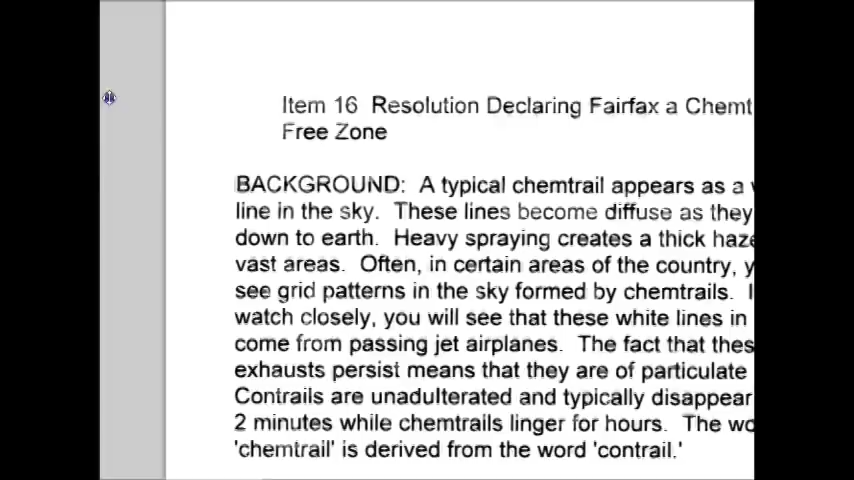 Item 16 Resolution Declaring Fairfax a Chemt
Free Zone
BACKGROUND: A typical chemtrail appears as a
line in the sky. These lines become diffuse as they
down to earth. Heavy spraying creates a thick haze
vast areas. Often, in certain areas of the country, y
see grid patterns in the sky formed by chemtrails. I
watch closely, you will see that these white lines in
come from passing jet airplanes. The fact that thes
exhausts persist means that they are of particulate
Contrails are unadulterated and typically disappear
2 minutes while chemtrails linger for hours. The wo
'chemtrail' is derived from the word 'contrail.'